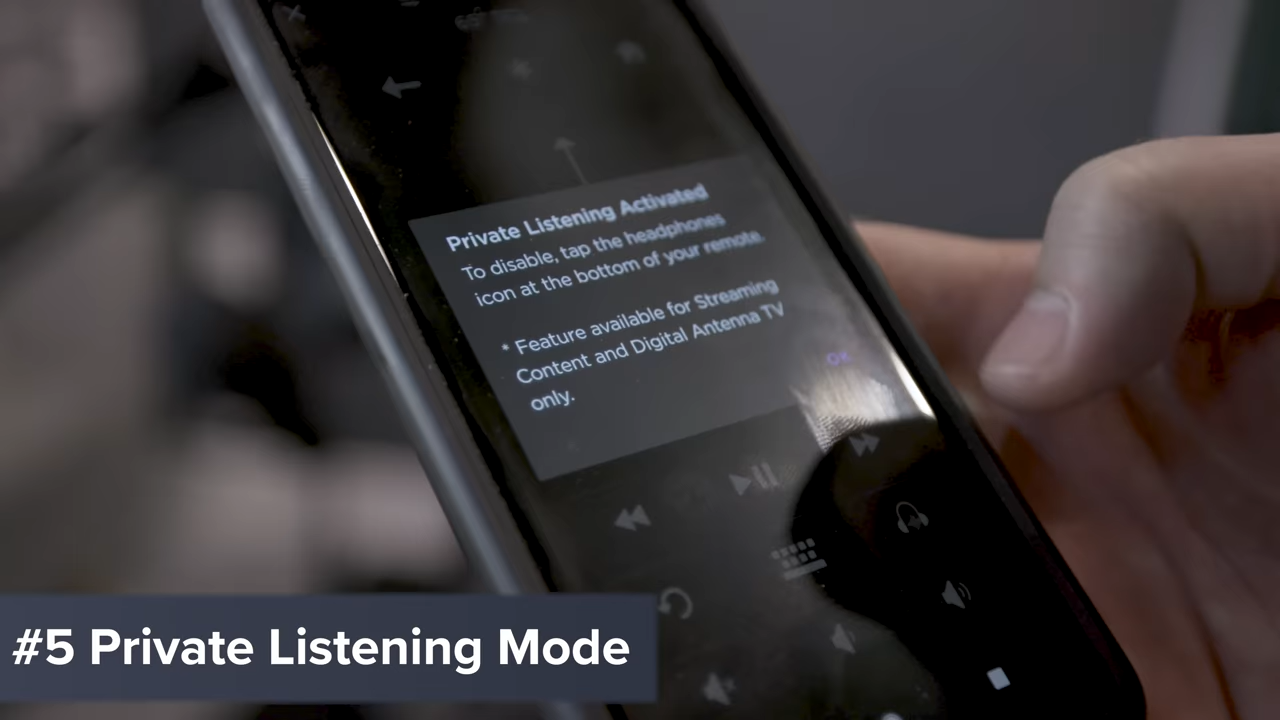 Private Listening Activated
To disable, tap the headphones
icon at the bottom of your remote.
* Feature available for Streaming
Content and Digital Antenna TV
only.
OK
#5 Private Listening Mode